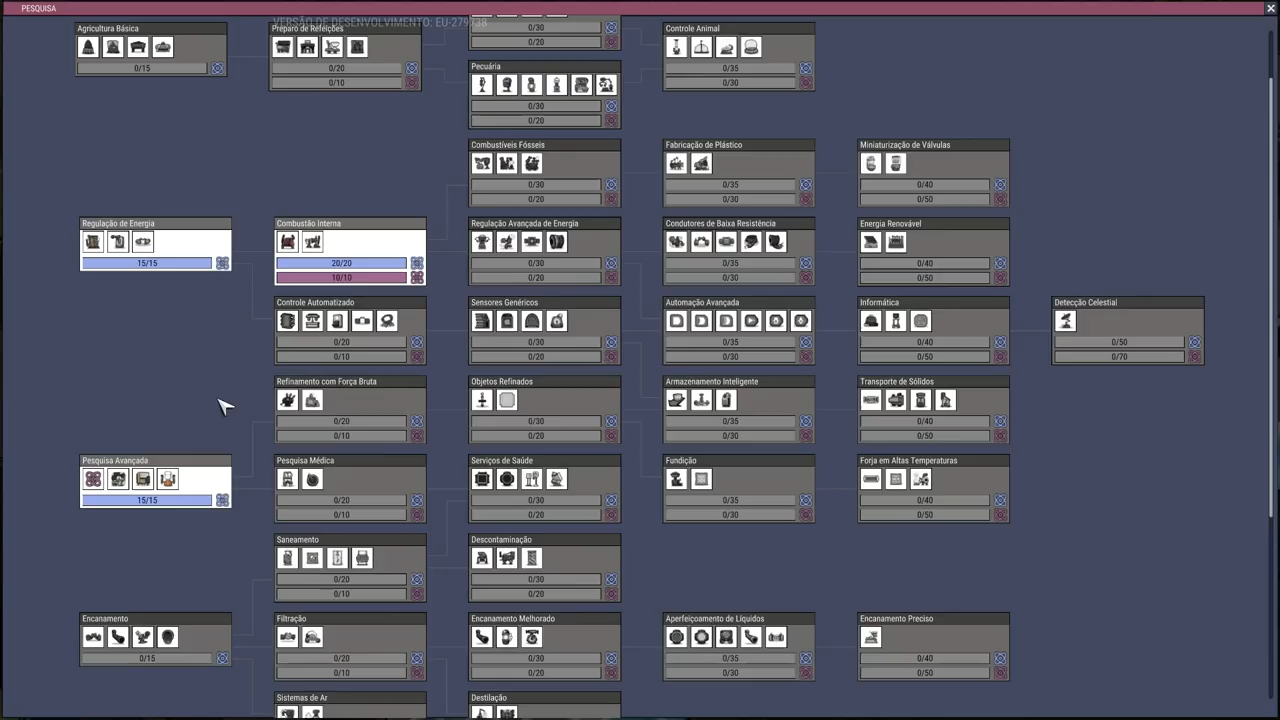 PESQUISA
VERSÃO DE DESENVOLVIMENTO: EU-279738
Agricultura Básica
0/15
Preparo de Refeições
0/20
0/10
0/30
0/20
Controle Animal
0/35
0/30
Pecuária
0/30
0/20
Combustíveis Fósseis
0/30
0/20
Fabricação de Plástico
0/35
0/30
Miniaturização de Válvulas
0/40
0/50
Regulação de Energia
15/15
Combustão Interna
20/20
10/10
Regulação Avançada de Energia
0/30
0/20
Condutores de Baixa Resistência
0/35
0/30
Energia Renovável
0/40
0/50
Controle Automatizado
0/20
0/10
Sensores Genéricos
0/30
0/20
Automação Avançada
0/35
0/30
Informática
0/40
0/50
Detecção Celestial
0/50
0/70
Refinamento com Força Bruta
0/20
0/10
Objetos Refinados
0/30
0/20
Armazenamento Inteligente
0/35
0/30
Transporte de Sólidos
0/40
0/50
Pesquisa Avançada
15/15
Pesquisa Médica
0/20
0/10
Serviços de Saúde
0/30
0/20
Fundição
0/35
0/30
Forja em Altas Temperaturas
0/40
0/50
Saneamento
0/20
0/10
Descontaminação
0/30
0/20
Encanamento
0/15
Filtração
0/20
0/10
Encanamento Melhorado
0/30
0/20
Aperfeiçoamento de Líquidos
0/35
0/30
Encanamento Preciso
0/40
0/50
Sistemas de Ar
Destilação